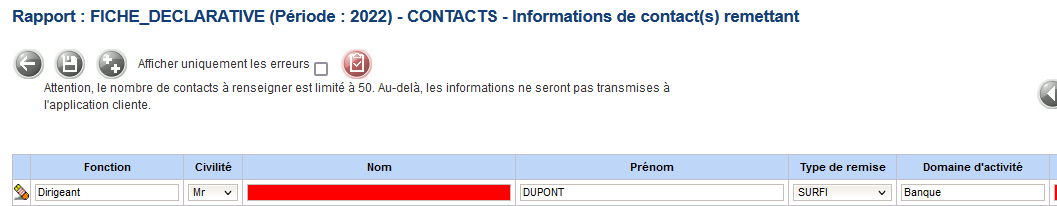 Rapport : FICHE_DECLARATIVE (Période : 2022) - CONTACTS - Informations de contact(s) remettant
Afficher uniquement les erreurs
Attention, le nombre de contacts à renseigner est limité à 50. Au-delà, les informations ne seront pas transmises à
l'application cliente.
Fonction Civilité Nom Prénom Type de remise Domaine d'activité
Dirigeant Mr DUPONT SURFI Banque